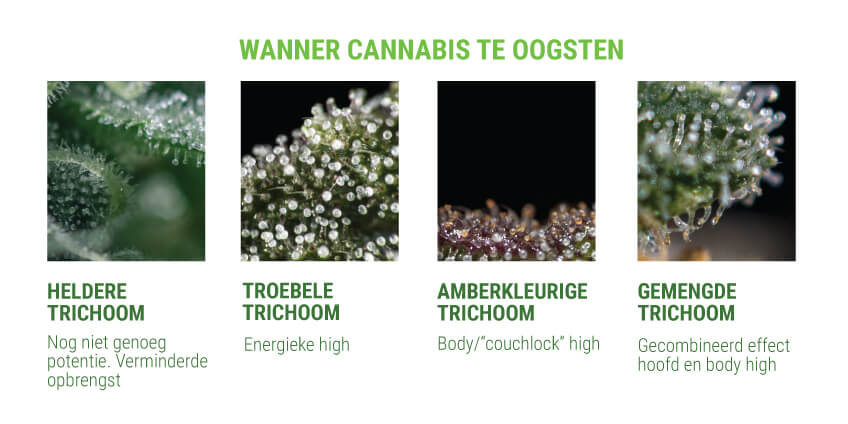 WANNER CANNABIS TE OOGSTEN
HELDERE
TRICHOOM
Nog niet genoeg
potentie. Verminderde
opbrengst
TROEBELE
TRICHOOM
Energieke high
AMBERKLEURIGE
TRICHOOM
Body/"couchlock" high
GEMENGDE
TRICHOOM
Gecombineerd effect
hoofd en body high